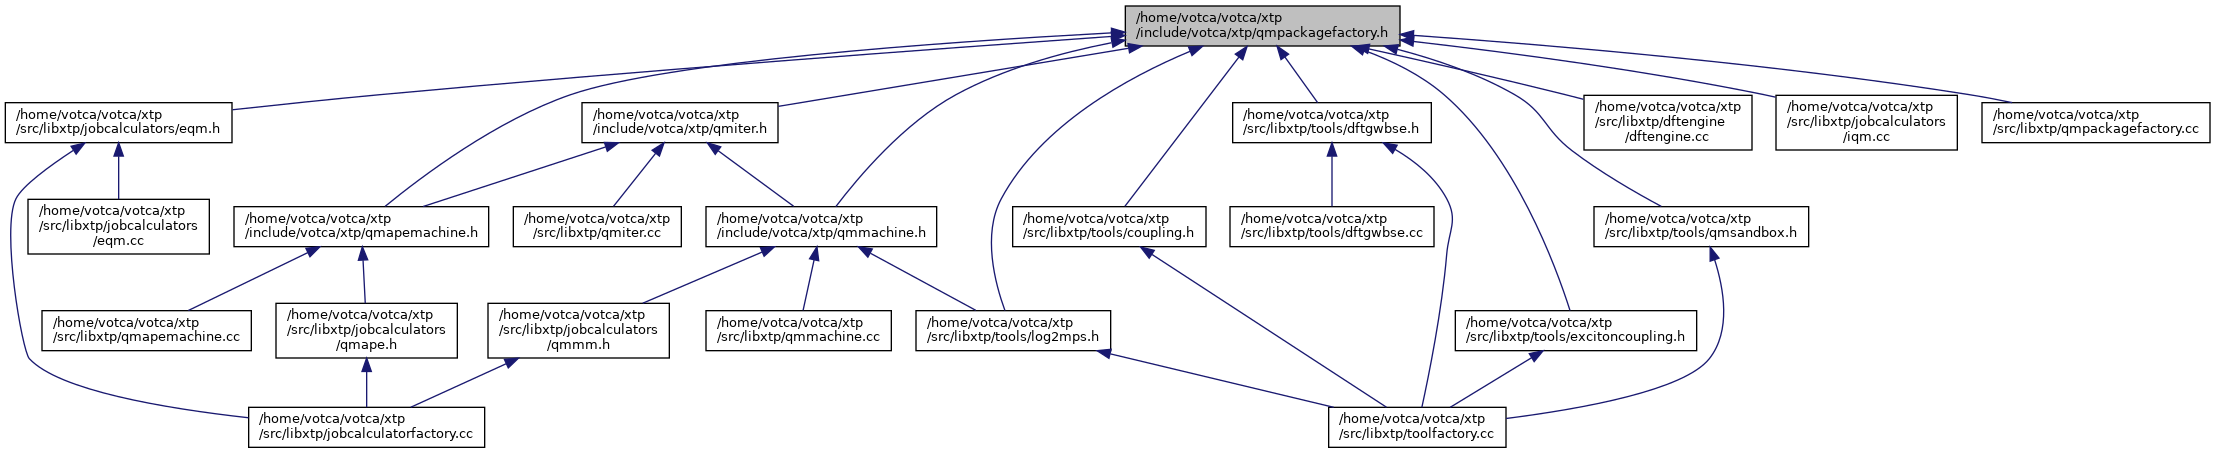 /home/votca/votca/xtp
/include/votca/xtp/qmpackagefactory.h
/home/votca/votca/xtp
/src/libxtp/jobcalculators/eqm.h
/home/votca/votca/xtp
/include/votca/xtp/qmiter.h
/home/votca/votca/xtp
/src/libxtp/tools/dftgwbse.h
/home/votca/votca/xtp
/src/libxtp/dftengine
/dftengine.cc
/home/votca/votca/xtp
/src/libxtp/jobcalculators
/iqm.cc
/home/votca/votca/xtp
/src/libxtp/qmpackagefactory.cc
/home/votca/votca/xtp
/src/libxtp/jobcalculators
/eqm.cc
/home/votca/votca/xtp
/include/votca/xtp/qmapemachine.h
/home/votca/votca/xtp
/src/libxtp/qmiter.cc
/home/votca/votca/xtp
/include/votca/xtp/qmmachine.h
/home/votca/votca/xtp
/src/libxtp/tools/coupling.h
/home/votca/votca/xtp
/src/libxtp/tools/dftgwbse.cc
/home/votca/votca/xtp
/src/libxtp/tools/qmsandbox.h
/home/votca/votca/xtp
/src/libxtp/qmapemachine.cc
/home/votca/votca/xtp
/src/libxtp/jobcalculators
/qmape.h
/home/votca/votca/xtp
/src/libxtp/jobcalculators
/qmmm.h
/home/votca/votca/xtp
/src/libxtp/qmmachine.cc
/home/votca/votca/xtp
/src/libxtp/tools/log2mps.h
/home/votca/votca/xtp
/src/libxtp/tools/excitoncoupling.h
/home/votca/votca/xtp
/src/libxtp/jobcalculatorfactory.cc
/home/votca/votca/xtp
/src/libxtp/toolfactory.cc